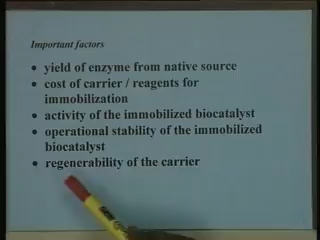 Important factors
• yield of enzyme from native source
• cost of carrier / reagents for
immobilization
• activity of the immobilized biocatalyst
• operational stability of the immobilized
biocatalyst
• regenerability of the carrier